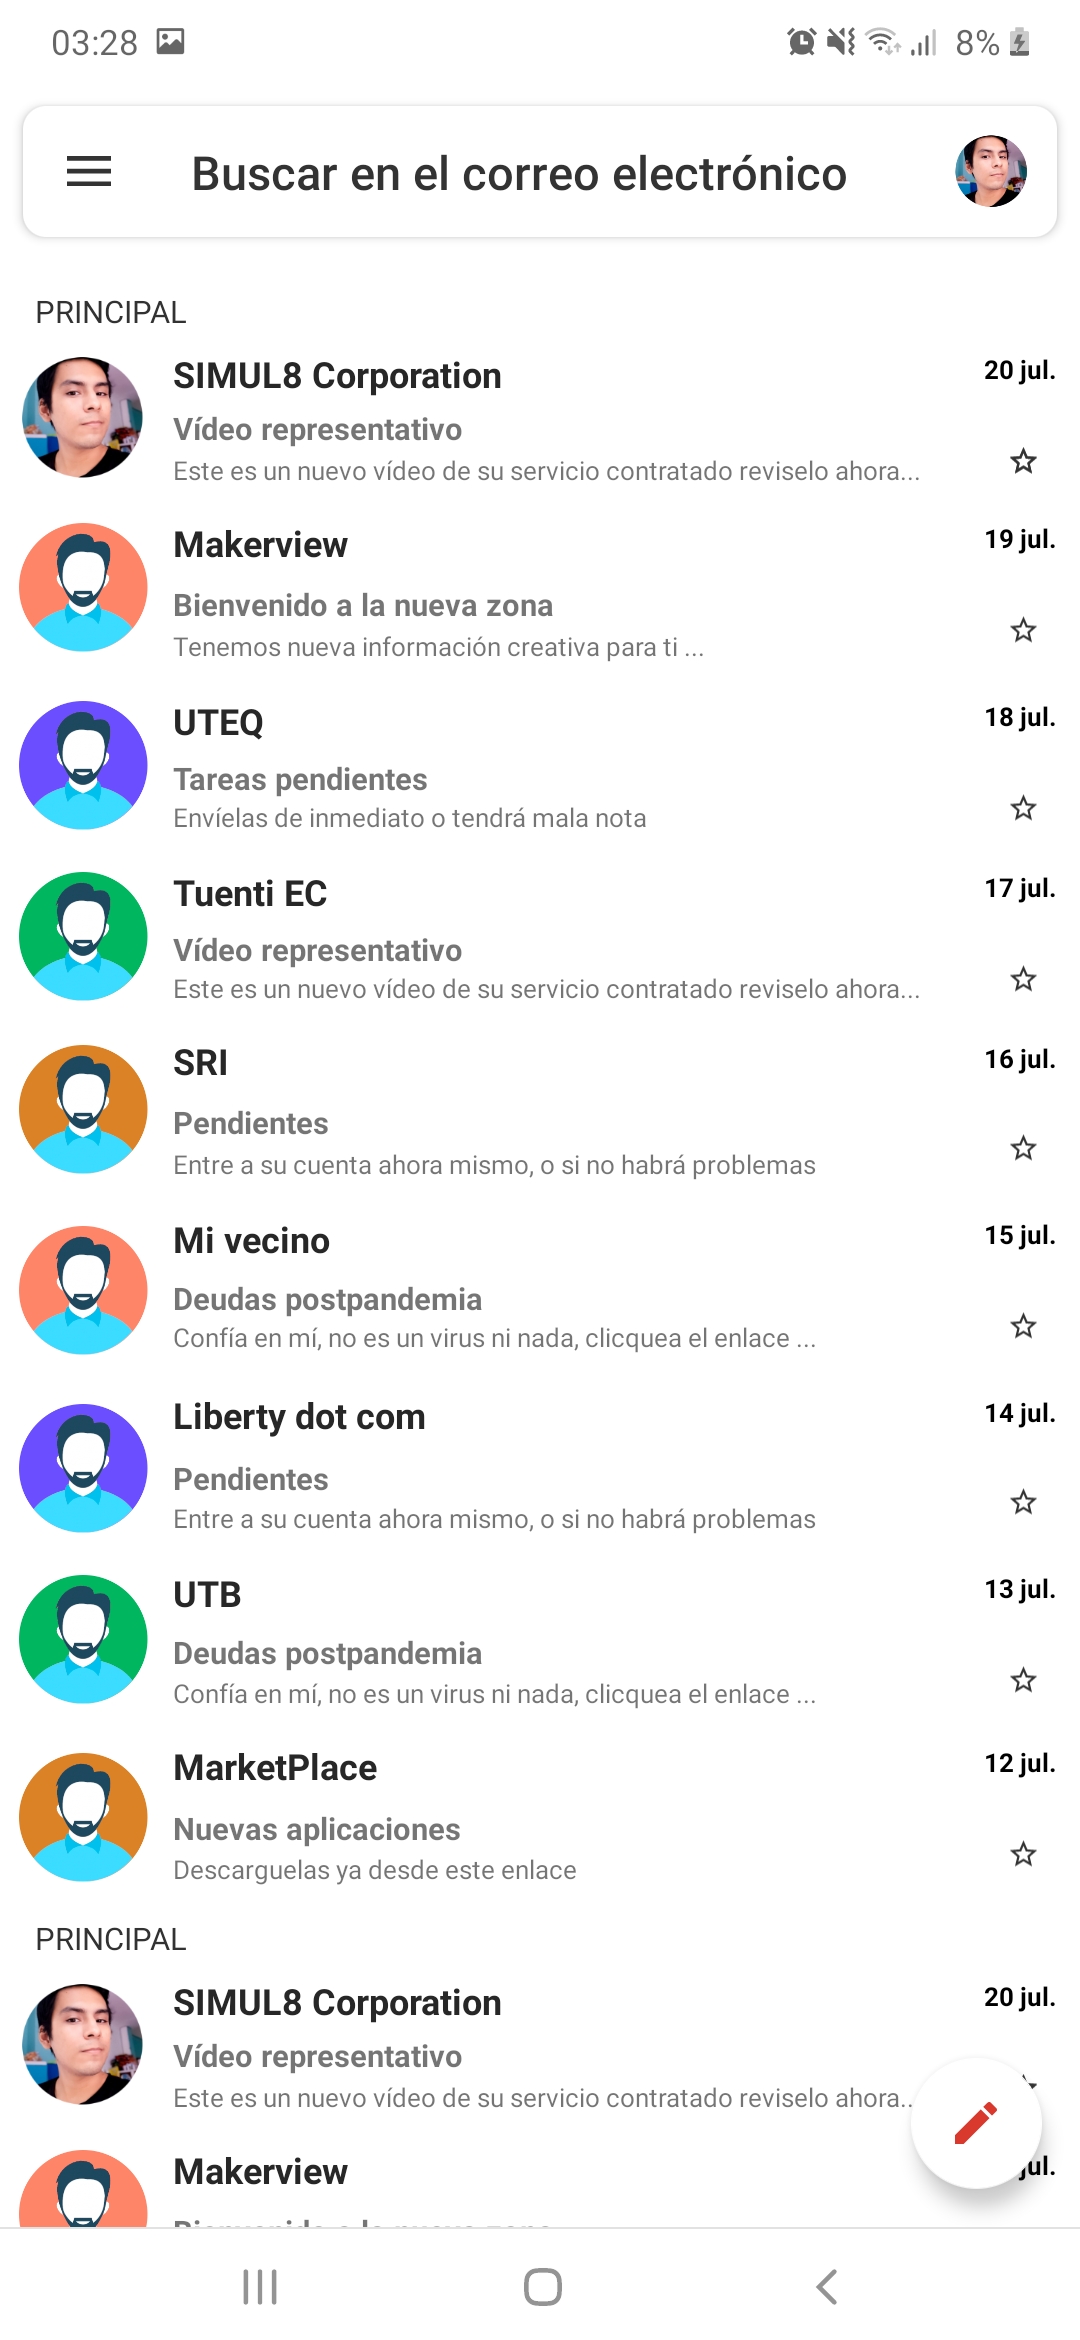 03:28
8%
Buscar en el correo electrónico
PRINCIPAL
SIMUL8 Corporation
20 jul.
Vídeo representativo
Este es un nuevo vídeo de su servicio contratado reviselo ahora...
Makerview
19 jul.
Bienvenido a la nueva zona
Tenemos nueva información creativa para ti ...
UTEQ
18 jul.
Tareas pendientes
Envíelas de inmediato o tendrá mala nota
Tuenti EC
17 jul.
Vídeo representativo
Este es un nuevo vídeo de su servicio contratado reviselo ahora...
SRI
16 jul.
Pendientes
Entre a su cuenta ahora mismo, o si no habrá problemas
Mi vecino
15 jul.
Deudas postpandemia
Confía en mí, no es un virus ni nada, clicquea el enlace ...
Liberty dot com
14 jul.
Pendientes
Entre a su cuenta ahora mismo, o si no habrá problemas
UTB
13 jul.
Deudas postpandemia
Confía en mí, no es un virus ni nada, clicquea el enlace ...
MarketPlace
12 jul.
Nuevas aplicaciones
Descarguelas ya desde este enlace
PRINCIPAL
SIMUL8 Corporation
20 jul.
Vídeo representativo
Este es un nuevo vídeo de su servicio contratado reviselo ahora..
Makerview
jul.